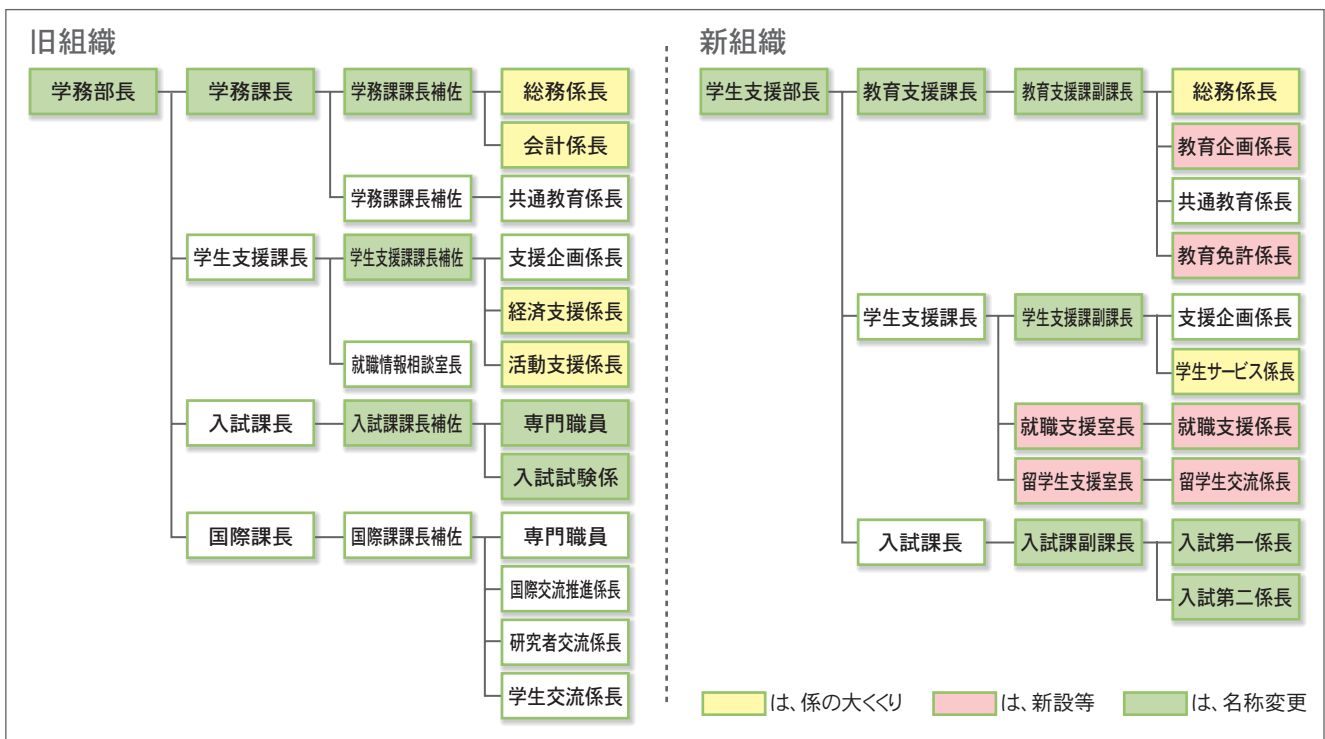 旧組織
学務部長
学務課長
学務課課長補佐
総務係長
会計係長
学務課課長補佐
共通教育係長
学生支援課長
学生支援課課長補佐
支援企画係長
経済支援係長
就職情報相談室長
活動支援係長
入試課長
入試課課長補佐
専門職員
入試試験係
国際課長
国際課課長補佐
専門職員
国際交流推進係長
研究者交流係長
学生交流係長
新組織
学生支援部長
教育支援課長
教育支援課副課長
総務係長
教育企画係長
共通教育係長
教育免許係長
学生支援課長
学生支援課副課長
支援企画係長
学生サービス係長
就職支援室長
就職支援係長
留学生支援室長
留学生交流係長
入試課長
入試課副課長
入試第一係長
入試第二係長
は、係の大くくり
は、新設等
は、名称変更